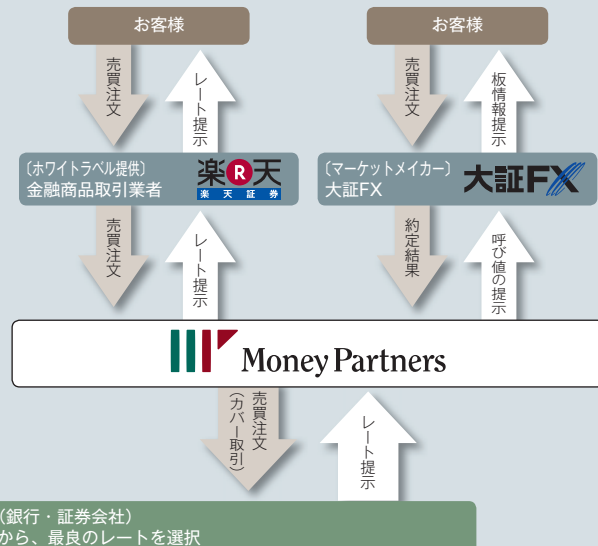 お客様
お客様
売買注文
レート提示
売買注文
板情報提示
〔ホワイトラベル提供〕
金融商品取引業者
楽R天
楽天証券
〔マーケットメイカー〕
大証FX
大証FX
売買注文
レート提示
約定結果
呼び値の提示
Money Partners
売買注文
（カバー取引）
レート提示
（銀行・証券会社）
から、最良のレートを選択